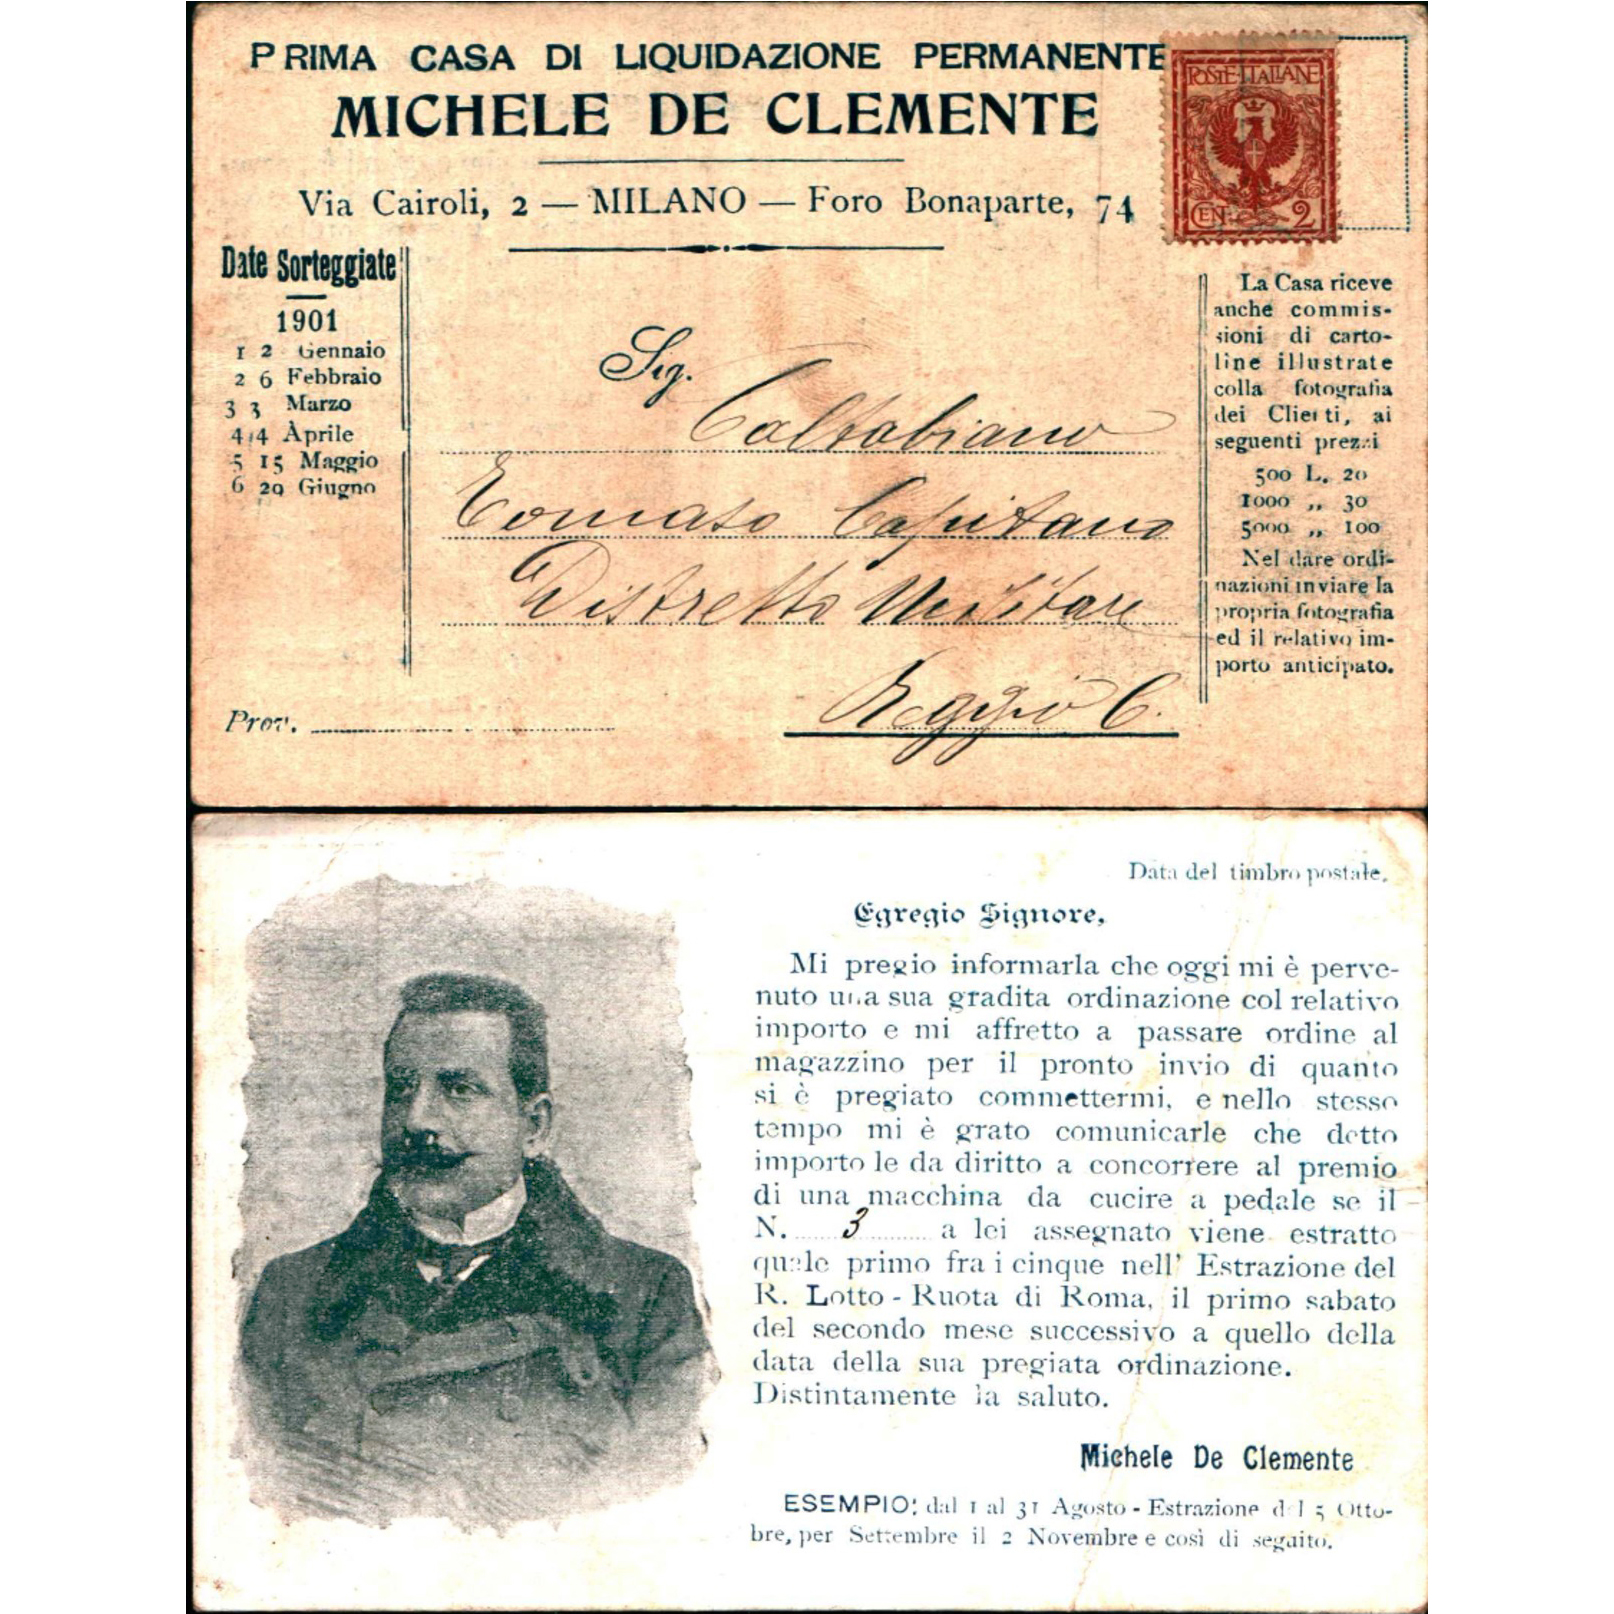 PRIMA CASA DI LIQUIDAZIONE PERMANENTE
MICHELE DE CLEMENTE
Via Cairoli, 2 — MILANO — Foro Bonaparte, 74
POSTE ITALIANE
CEN 2
Date Sorteggiate
1901
1 2 Gennaio
2 6 Febbraio
3 3 Marzo
4 14 Aprile
5 15 Maggio
6 29 Giugno
Sig.
Caltabiano
Tomaso Capitano
Distretto Militare
Reggio C.
Prov.
La Casa riceve
anche commis-
sioni di carto-
line illustrate
colla fotografia
dei Clienti, ai
seguenti prezzi
500 L. 20
1000 „ 30
5000 „ 100
Nel dare ordi-
nazioni inviare la
propria fotografia
ed il relativo im-
porto anticipato.
Data del timbro postale.
Egregio Signore,
Mi pregio informarla che oggi mi è perve-
nuto una sua gradita ordinazione col relativo
importo e mi affretto a passare ordine al
magazzino per il pronto invio di quanto
si è pregiato commettermi, e nello stesso
tempo mi è grato comunicarle che detto
importo le da diritto a concorrere al premio
di una macchina da cucire a pedale se il
N. 3 a lei assegnato viene estratto
quale primo fra i cinque nell' Estrazione del
R. Lotto - Ruota di Roma, il primo sabato
del secondo mese successivo a quello della
data della sua pregiata ordinazione.
Distintamente la saluto.
Michele De Clemente
ESEMPIO: dal 1 al 31 Agosto - Estrazione del 5 Otto-
bre, per Settembre il 2 Novembre e così di seguito.